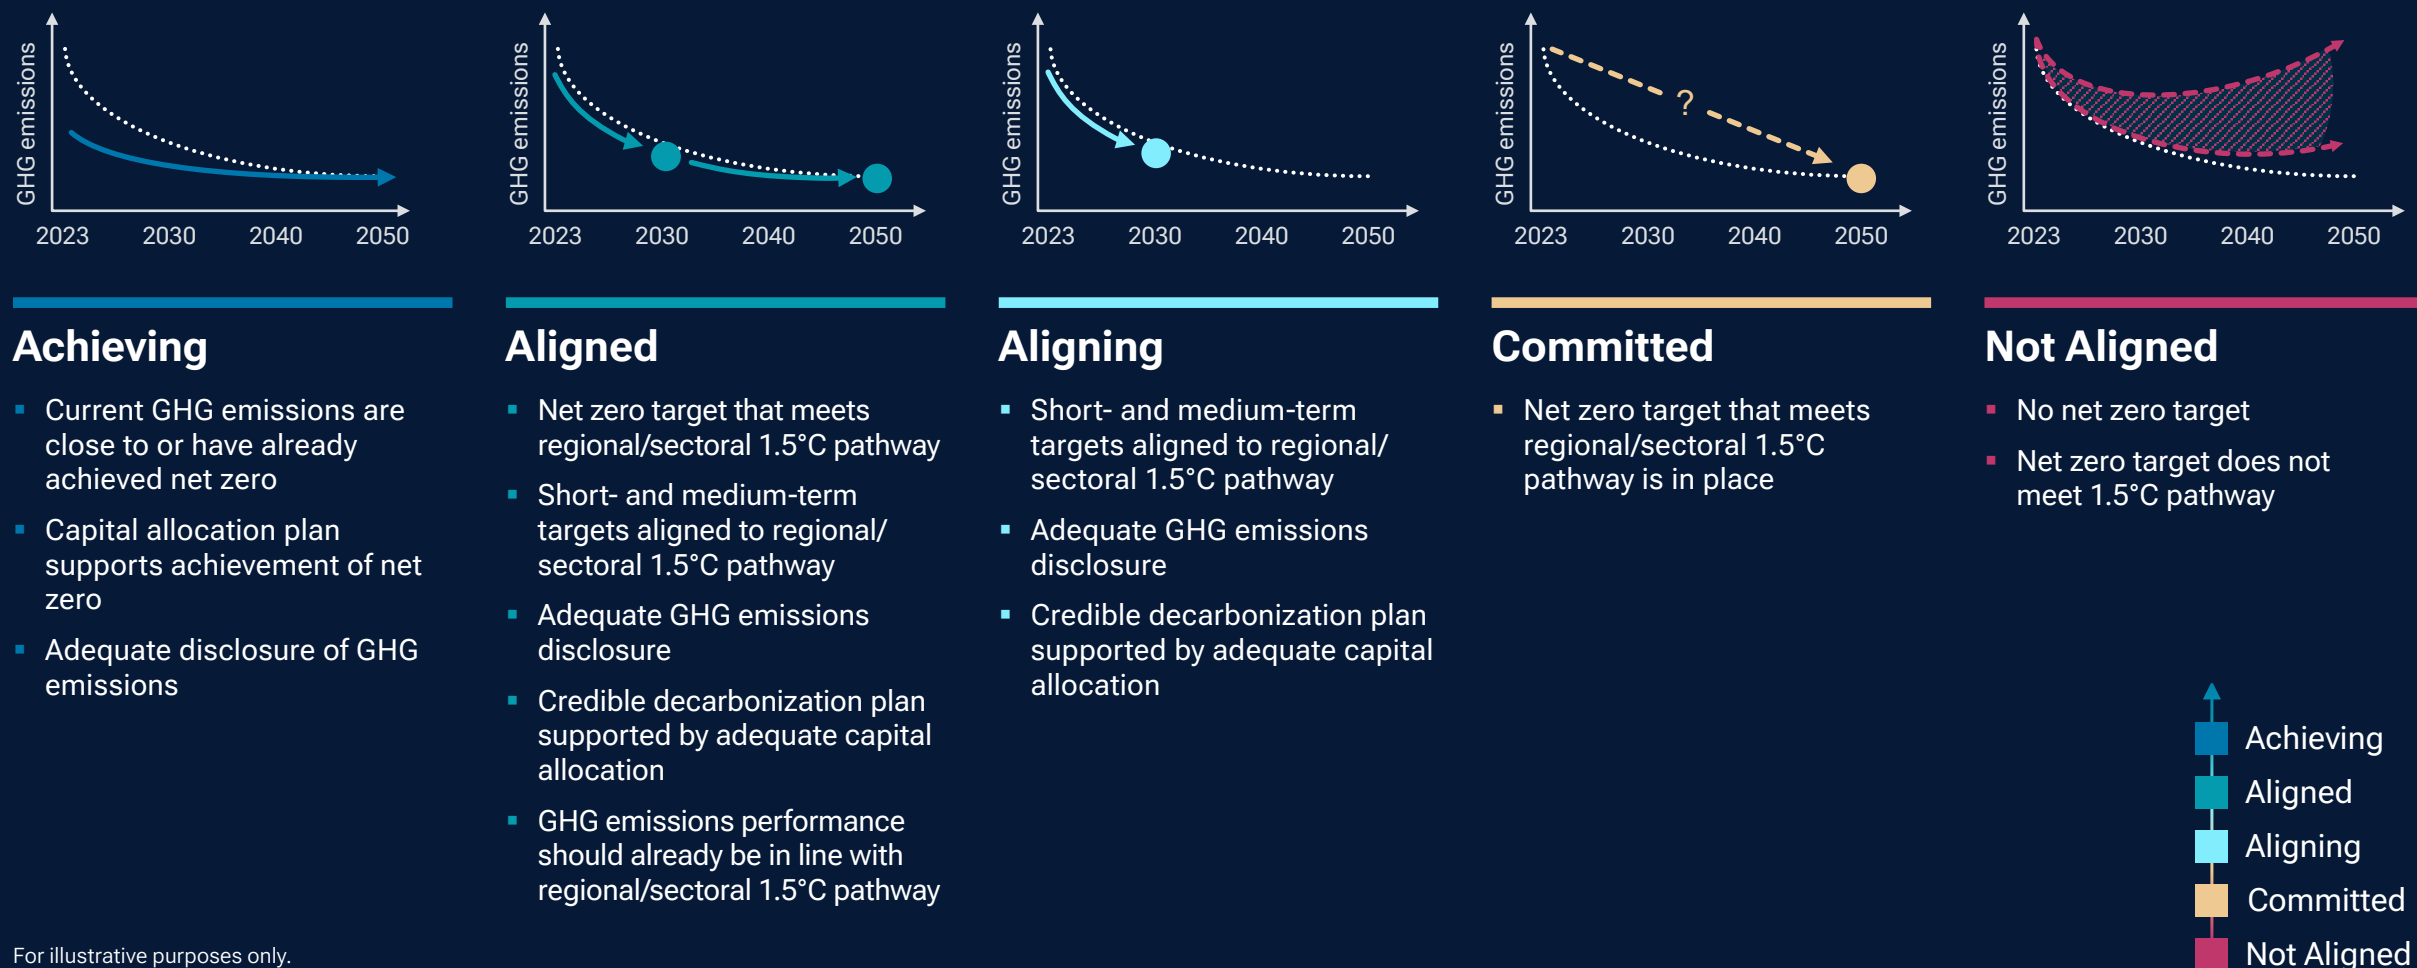 GHG emissions
2023 2030 2040 2050
GHG emissions
2023 2030 2040 2050
GHG emissions
2023 2030 2040 2050
GHG emissions
?
2023 2030 2040 2050
GHG emissions
2023 2030 2040 2050
Achieving
Current GHG emissions are
close to or have already
achieved net zero
Capital allocation plan
supports achievement of net
zero
Adequate disclosure of GHG
emissions
Aligned
Net zero target that meets
regional/sectoral 1.5°C pathway
Short- and medium-term
targets aligned to regional/
sectoral 1.5°C pathway
Adequate GHG emissions
disclosure
Credible decarbonization plan
supported by adequate capital
allocation
GHG emissions performance
should already be in line with
regional/sectoral 1.5°C pathway
Aligning
Short- and medium-term
targets aligned to regional/
sectoral 1.5°C pathway
Adequate GHG emissions
disclosure
Credible decarbonization plan
supported by adequate capital
allocation
Committed
Net zero target that meets
regional/sectoral 1.5°C
pathway is in place
Not Aligned
No net zero target
Net zero target does not
meet 1.5°C pathway
Achieving
Aligned
Aligning
Committed
Not Aligned
For illustrative purposes only.